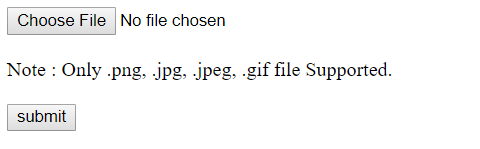 Choose File No file chosen
Note : Only .png, .jpg, .jpeg, .gif file Supported.
submit